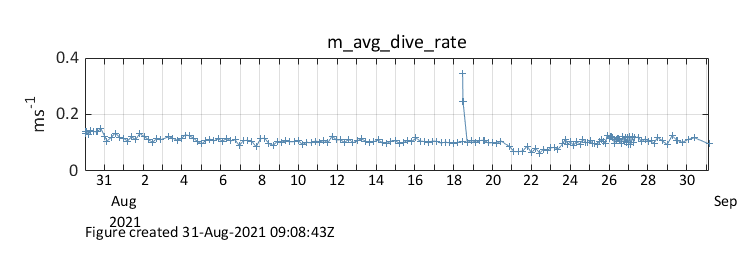 m_avg_dive_rate
ms-1
0.4
0.2
0
31 2 4 6 8 10 12 14 16 18 20 22 24 26 28 30
Aug Sep
2021
Figure created 31-Aug-2021 09:08:43Z